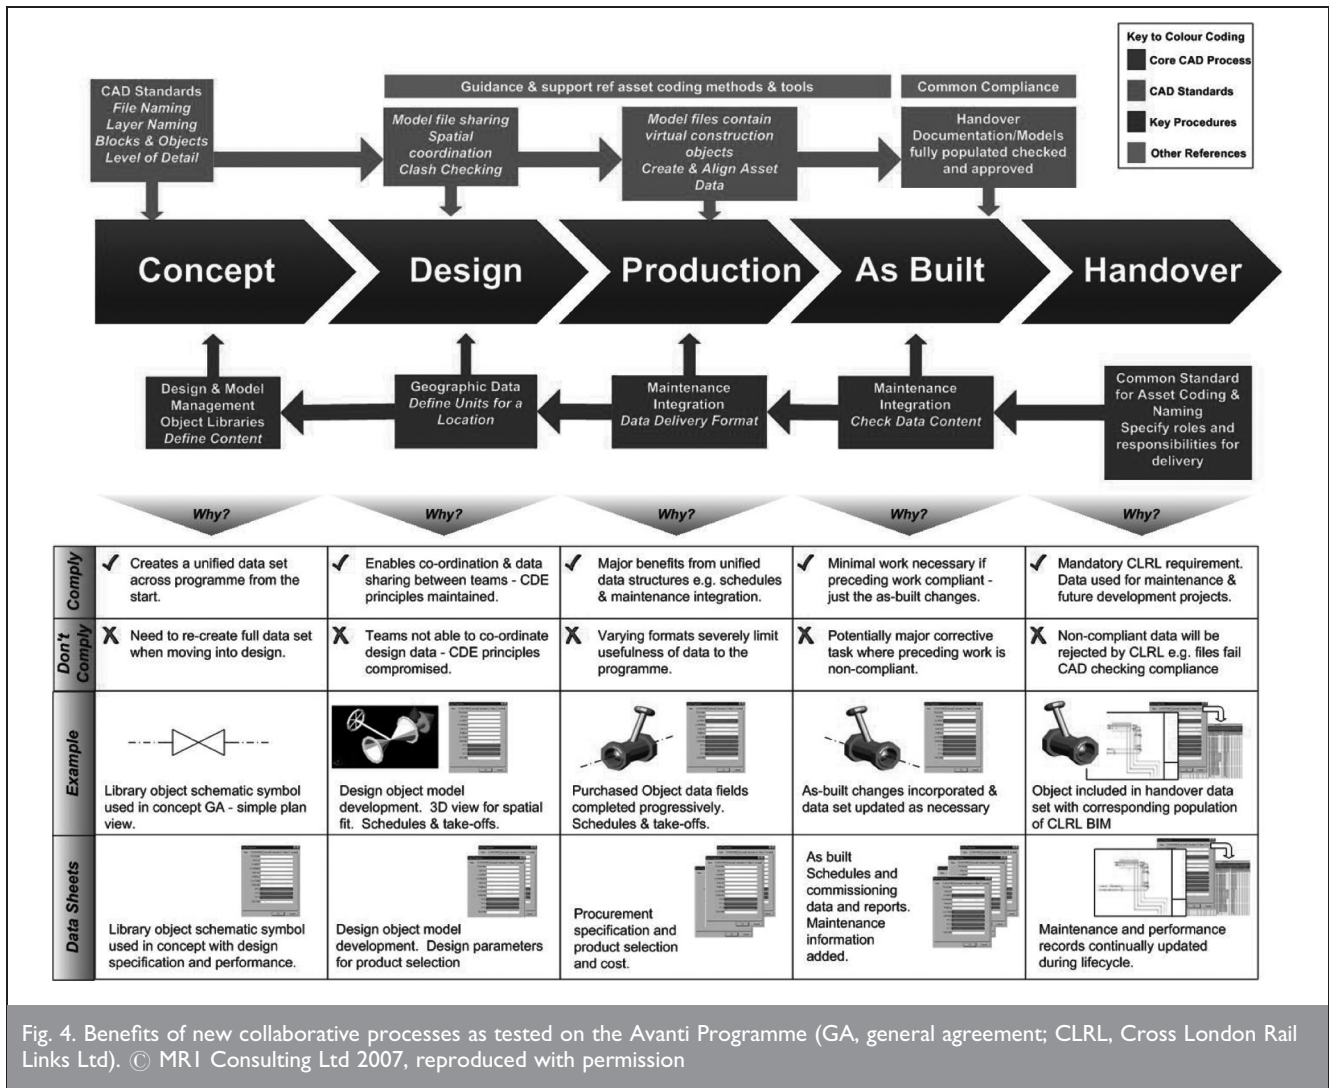 Key to Colour Coding
Core CAD Process
CAD Standards
Key Procedures
Other References
CAD Standards
File Naming
Layer Naming
Blocks & Objects
Level of Detail
Guidance & support ref asset coding methods & tools
Common Compliance
Model file sharing
Spatial
coordination
Clash Checking
Model files contain
virtual construction
objects
Create & Align Asset
Data
Handover
Documentation/Models
fully populated checked
and approved
Concept
Design
Production
As Built
Handover
Design & Model
Management
Object Libraries
Define Content
Geographic Data
Define Units for a
Location
Maintenance
Integration
Data Delivery Format
Maintenance
Integration
Check Data Content
Common Standard
for Asset Coding &
Naming
Specify roles and
responsibilities for
delivery
Why?
Why?
Why?
Why?
Why?
Comply
Creates a unified data set
across programme from the
start.
Enables co-ordination & data
sharing between teams - CDE
principles maintained.
Major benefits from unified
data structures e.g. schedules
& maintenance integration.
Minimal work necessary if
preceding work compliant -
just the as-built changes.
Mandatory CLRL requirement.
Data used for maintenance &
future development projects.
Don't
Comply
Need to re-create full data set
when moving into design.
Teams not able to co-ordinate
design data - CDE principles
compromised.
Varying formats severely limit
usefulness of data to the
programme.
Potentially major corrective
task where preceding work is
non-compliant.
Non-compliant data will be
rejected by CLRL e.g. files fail
CAD checking compliance
Example
Library object schematic symbol
used in concept GA - simple plan
view.
Design object model
development. 3D view for spatial
fit. Schedules & take-offs.
Purchased Object data fields
completed progressively.
Schedules & take-offs.
As-built changes incorporated
& data set updated as necessary
Object included in handover data
set with corresponding population
of CLRL BIM
Data Sheets
Library object schematic symbol
used in concept with design
specification and performance.
Design object model
development. Design parameters
for product selection
Procurement
specification and
product selection
and cost.
As built
Schedules and
commissioning
data and reports.
Maintenance
information
added.
Maintenance and performance
records continually updated
during lifecycle.
Fig. 4. Benefits of new collaborative processes as tested on the Avanti Programme (GA, general agreement; CLRL, Cross London Rail
Links Ltd). © MR1 Consulting Ltd 2007, reproduced with permission